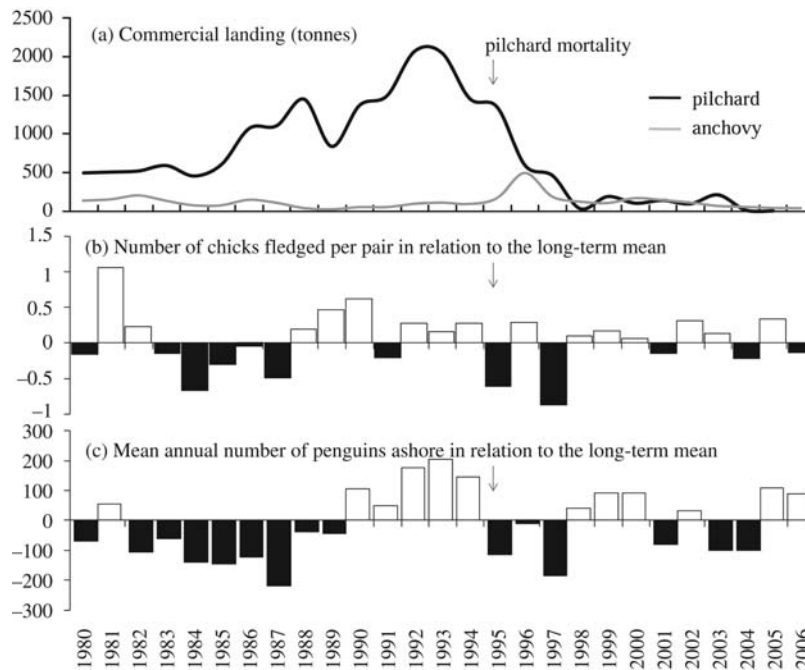 2500
(a) Commercial landing (tonnes)
pilchard mortality
2000
1500
pilchard
1000
anchovy
500
0
1.5
(b) Number of chicks fledged per pair in relation to the long-term mean
1
0.5
0
–0.5
–1
300
(c) Mean annual number of penguins ashore in relation to the long-term mean
200
100
0
–100
–200
–300
1980 1981 1982 1983 1984 1985 1986 1987 1988 1989 1990 1991 1992 1993 1994 1995 1996 1997 1998 1999 2000 2001 2002 2003 2004 2005 2006